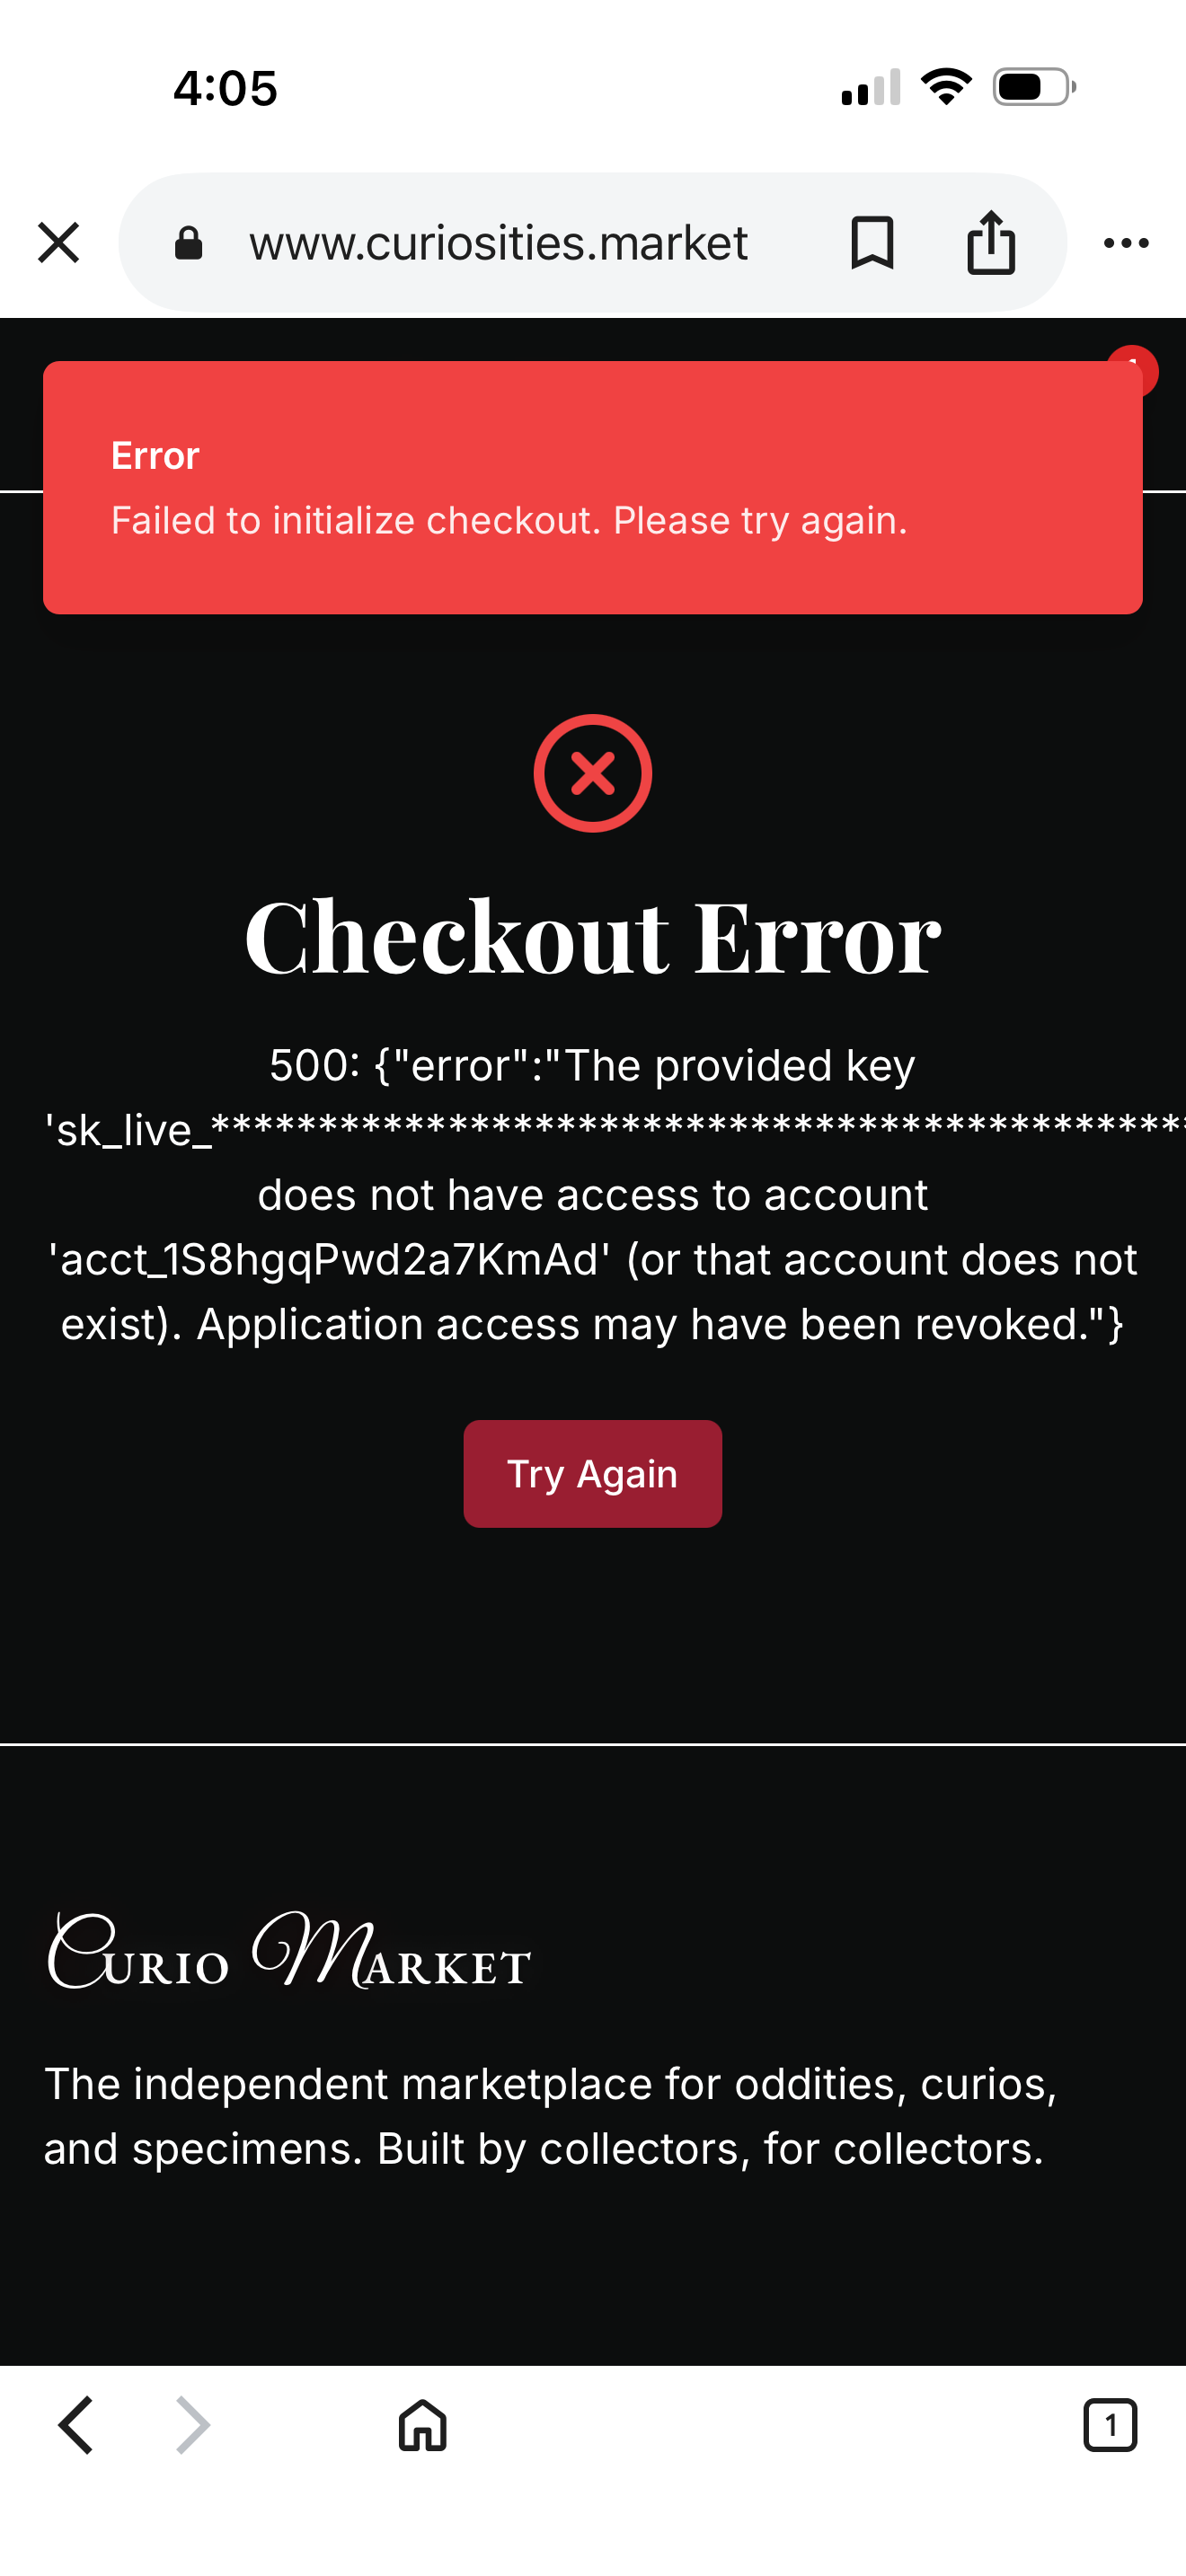 4:05
www.curiosities.market
Error
Failed to initialize checkout. Please try again.
Checkout Error
500: {"error":"The provided key
'sk_live_**********************************************
does not have access to account
'acct_1S8hgqPwd2a7KmAd' (or that account does not
exist). Application access may have been revoked."}
Try Again
Curio Market
The independent marketplace for oddities, curios,
and specimens. Built by collectors, for collectors.
1